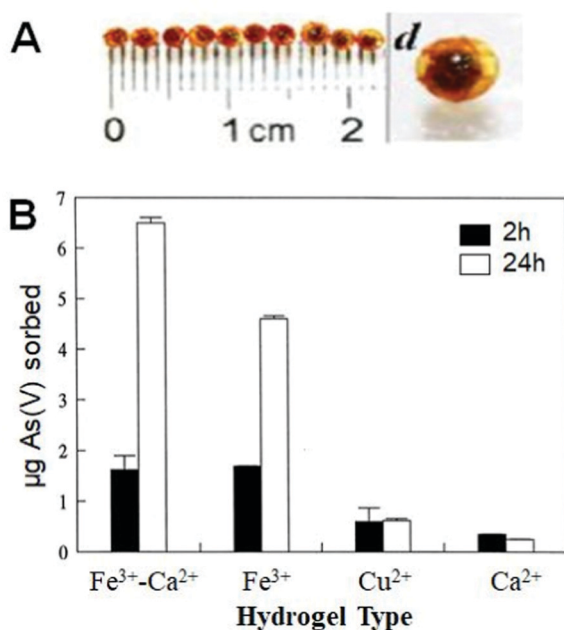 A
d
0 1 cm 2
B
7
6
5
4
3
2
1
0
µg As(V) sorbed
2h
24h
Fe³⁺-Ca²⁺ Fe³⁺ Cu²⁺ Ca²⁺
Hydrogel Type